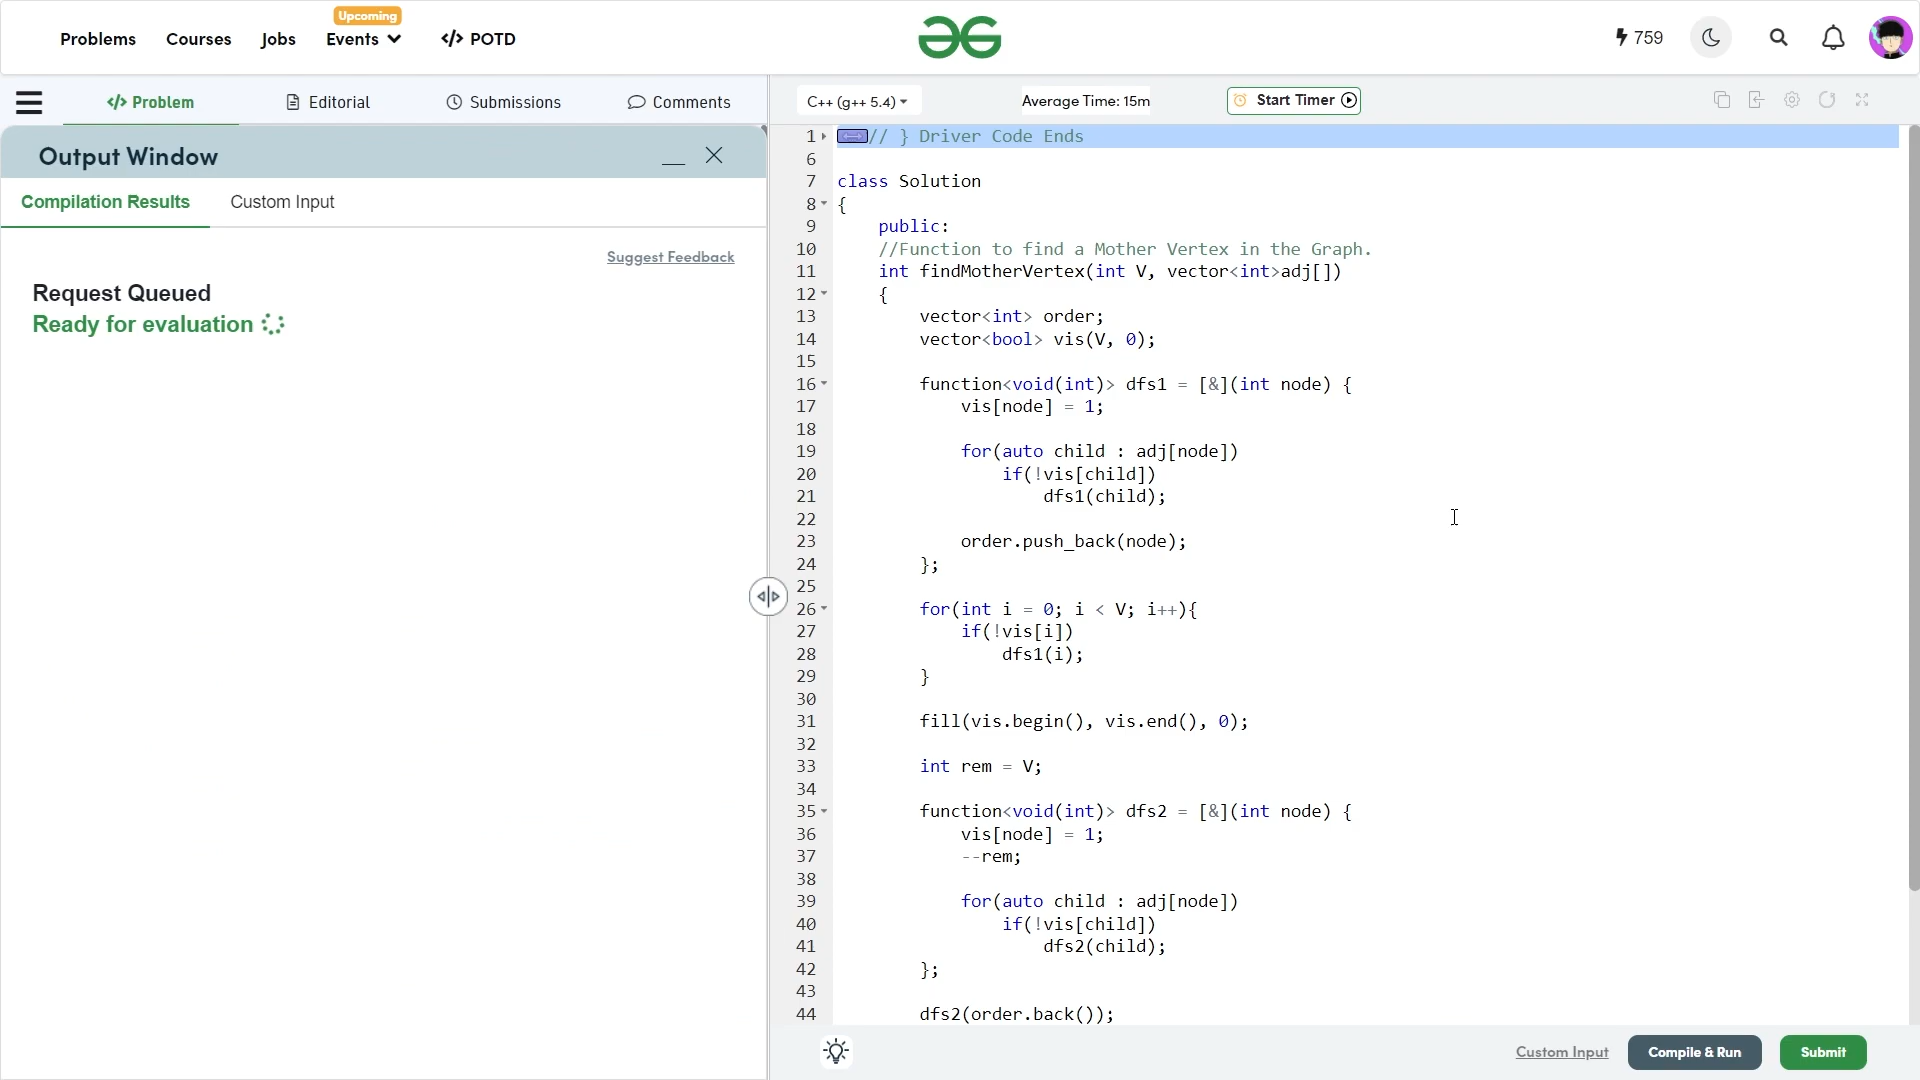 Upcoming
Problems Courses Jobs Events </> POTD 759
</> Problem Editorial Submissions Comments
C++ (g++ 5.4) Average Time: 15m Start Timer
Output Window
Compilation Results Custom Input
Suggest Feedback
Request Queued
Ready for evaluation
1 // } Driver Code Ends
6
7 class Solution
8 {
9 public:
10 //Function to find a Mother Vertex in the Graph.
11 int findMotherVertex(int V, vector<int>adj[])
12 {
13 vector<int> order;
14 vector<bool> vis(V, 0);
15
16 function<void(int)> dfs1 = [&](int node) {
17 vis[node] = 1;
18
19 for(auto child : adj[node])
20 if(!vis[child])
21 dfs1(child);
22
23 order.push_back(node);
24 };
25
26 for(int i = 0; i < V; i++){
27 if(!vis[i])
28 dfs1(i);
29 }
30
31 fill(vis.begin(), vis.end(), 0);
32
33 int rem = V;
34
35 function<void(int)> dfs2 = [&](int node) {
36 vis[node] = 1;
37 --rem;
38
39 for(auto child : adj[node])
40 if(!vis[child])
41 dfs2(child);
42 };
43
44 dfs2(order.back());
Custom Input Compile & Run Submit